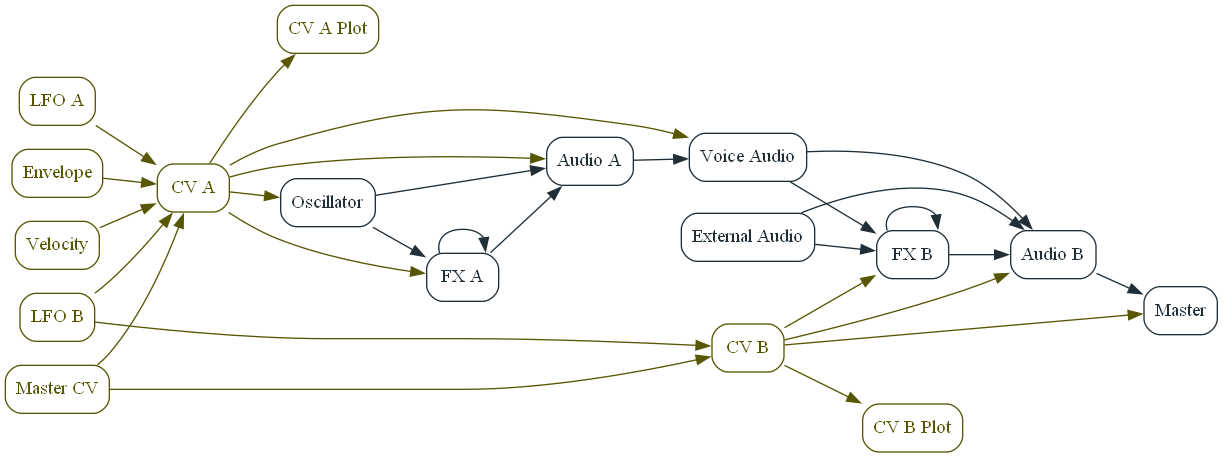 CV A Plot
LFO A
Envelope
CV A
Velocity
LFO B
Master CV
Oscillator
FX A
Audio A
Voice Audio
External Audio
FX B
Audio B
Master
CV B
CV B Plot